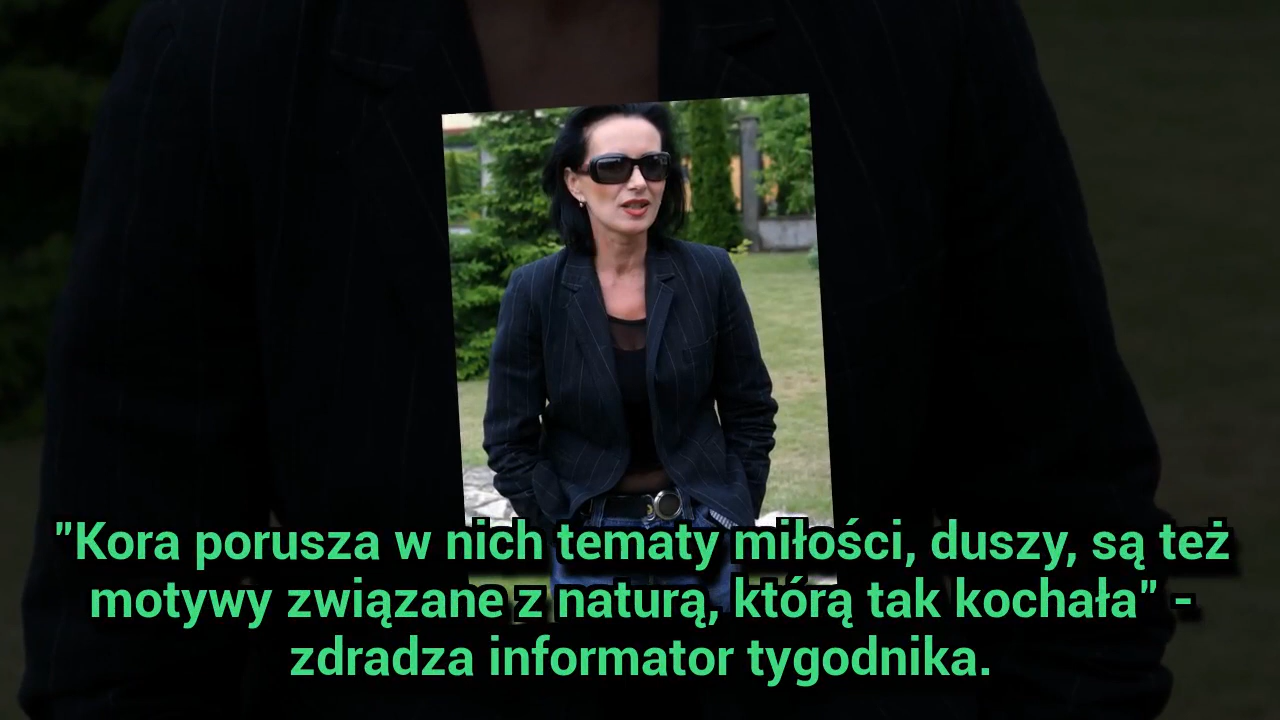 "Kora porusza w nich tematy miłości, duszy, są też
motywy związane z naturą, którą tak kochała" -
zdradza informator tygodnika.